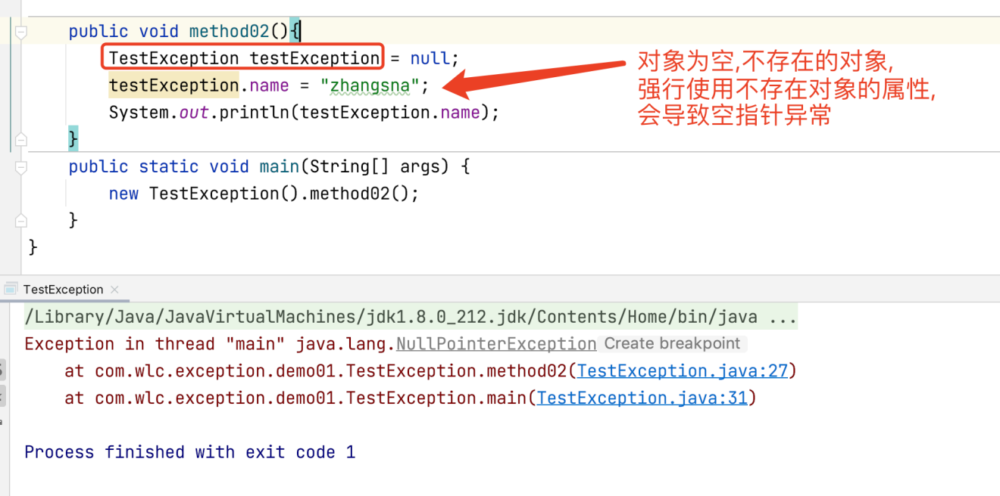 public void method02(){
TestException testException = null;
testException.name = "zhangsna";
System.out.println(testException.name);
}
对象为空,不存在的对象,
强行使用不存在对象的属性,
会导致空指针异常
public static void main(String[] args) {
new TestException().method02();
}
}
TestException
/Library/Java/JavaVirtualMachines/jdk1.8.0_212.jdk/Contents/Home/bin/java ...
Exception in thread "main" java.lang.NullPointerException Create breakpoint
at com.wlc.exception.demo01.TestException.method02(TestException.java:27)
at com.wlc.exception.demo01.TestException.main(TestException.java:31)
Process finished with exit code 1